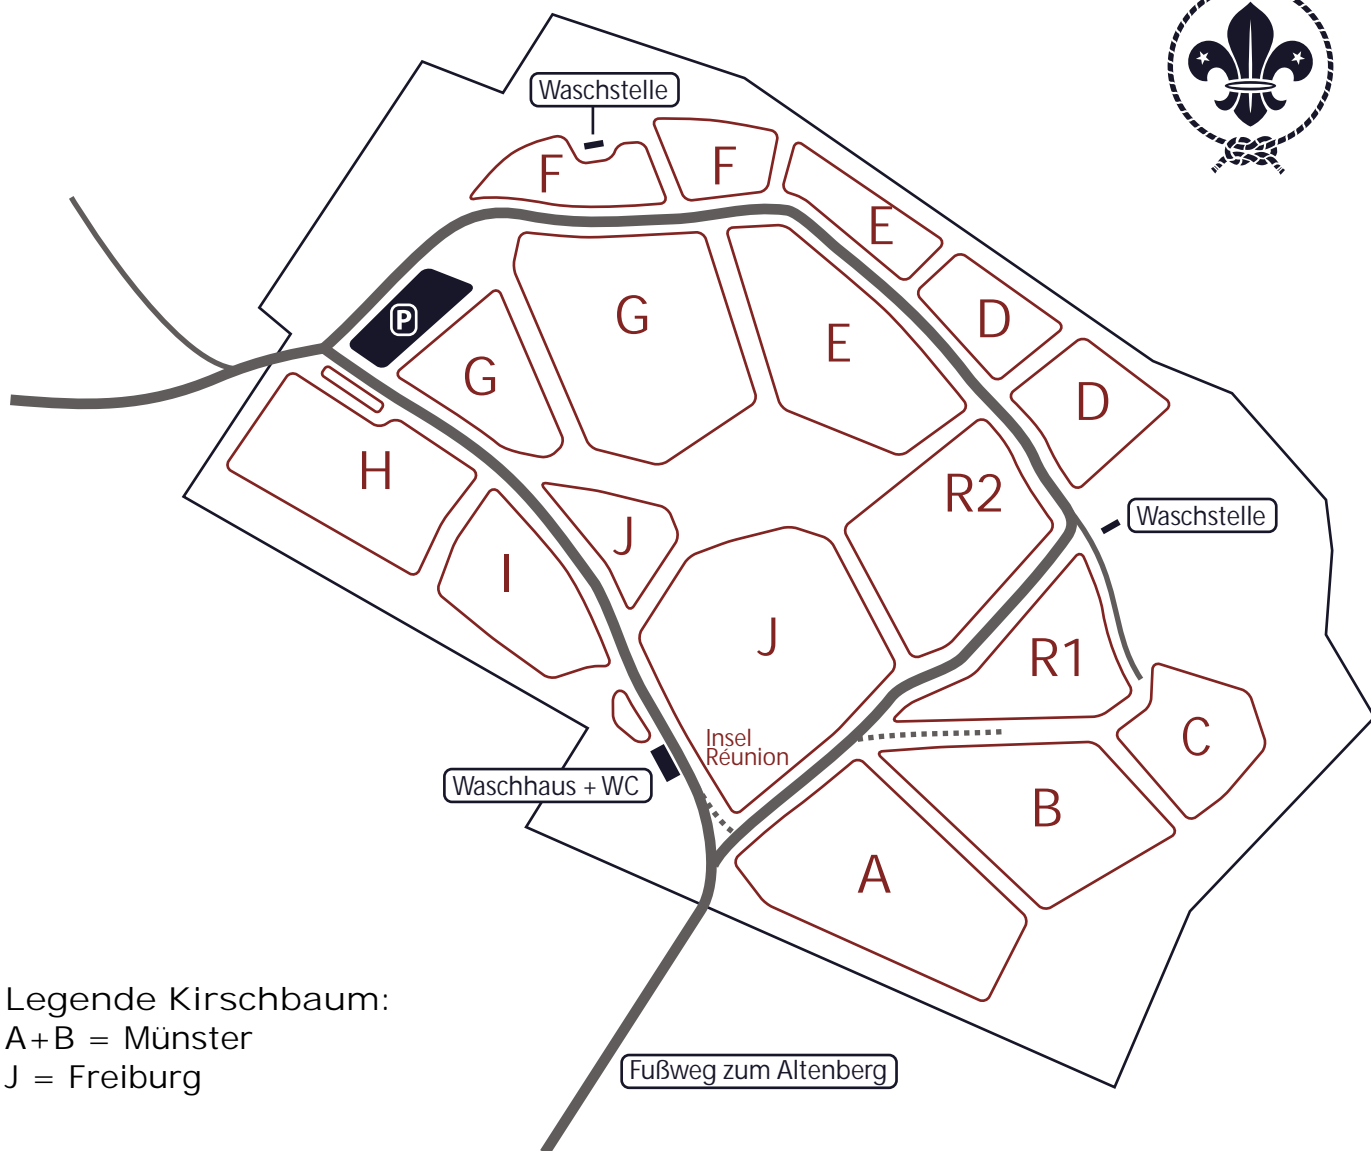 Waschstelle
F
F
E
D
G
E
P
G
D
H
R2
Waschstelle
J
I
J
R1
Insel
Réunion
C
Waschhaus + WC
B
A
Legende Kirschbaum:
A+B = Münster
J = Freiburg
Fußweg zum Altenberg